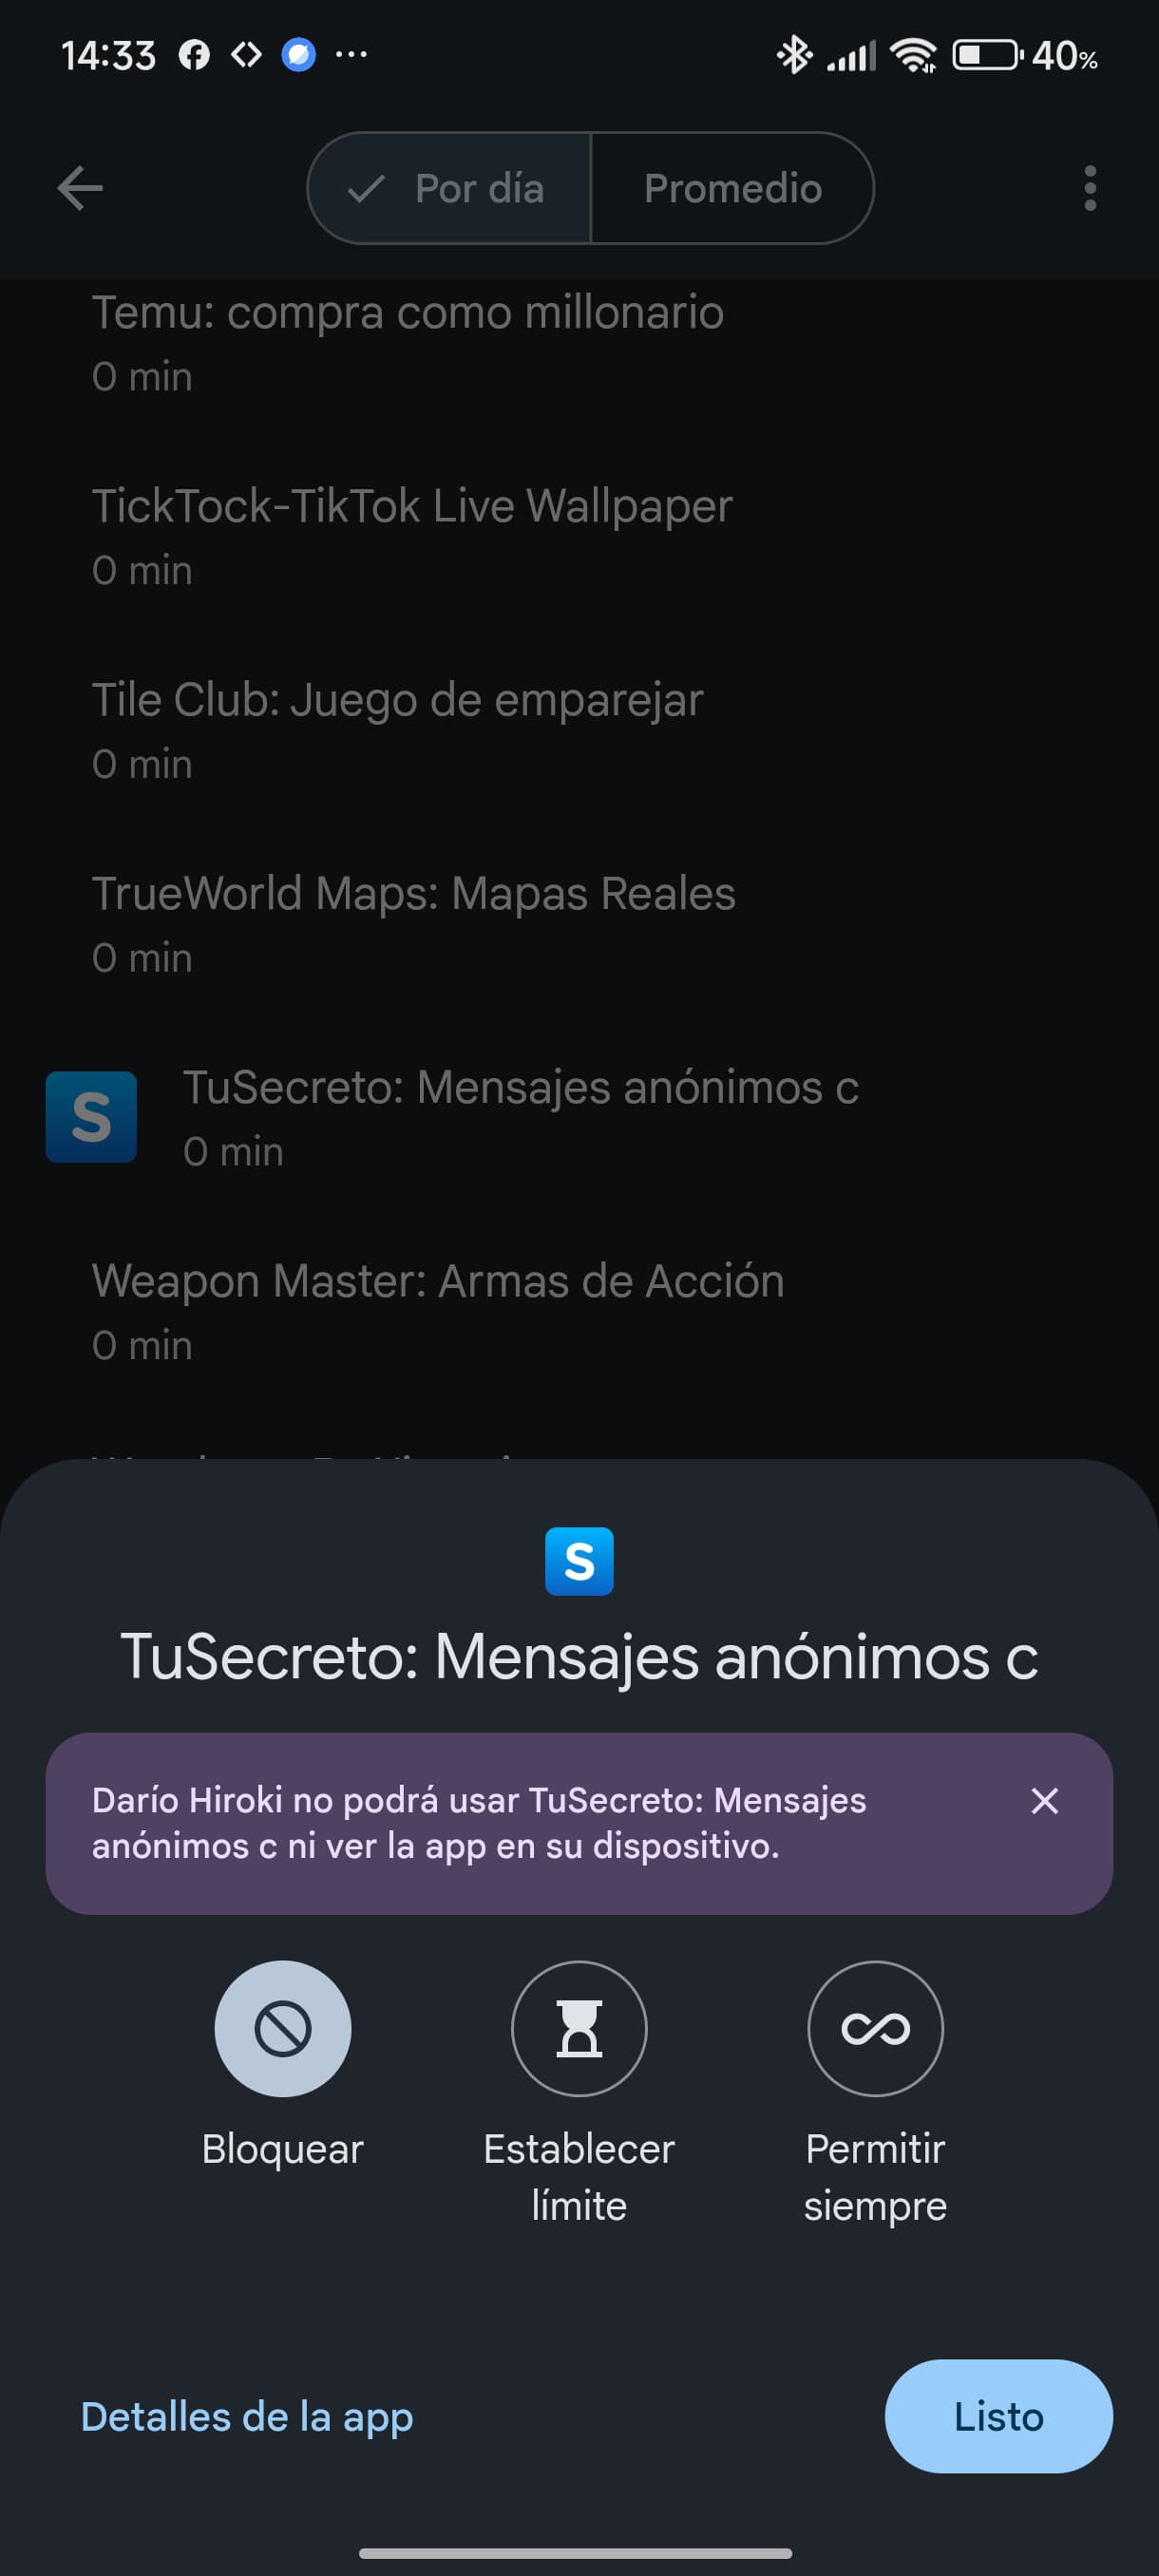 14:33
40%
Por día
Promedio
Temu: compra como millonario
0 min
TickTock-TikTok Live Wallpaper
0 min
Tile Club: Juego de emparejar
0 min
TrueWorld Maps: Mapas Reales
0 min
S
TuSecreto: Mensajes anónimos c
0 min
Weapon Master: Armas de Acción
0 min
S
TuSecreto: Mensajes anónimos c
Darío Hiroki no podrá usar TuSecreto: Mensajes
anónimos c ni ver la app en su dispositivo.
Bloquear
Establecer
límite
Permitir
siempre
Detalles de la app
Listo